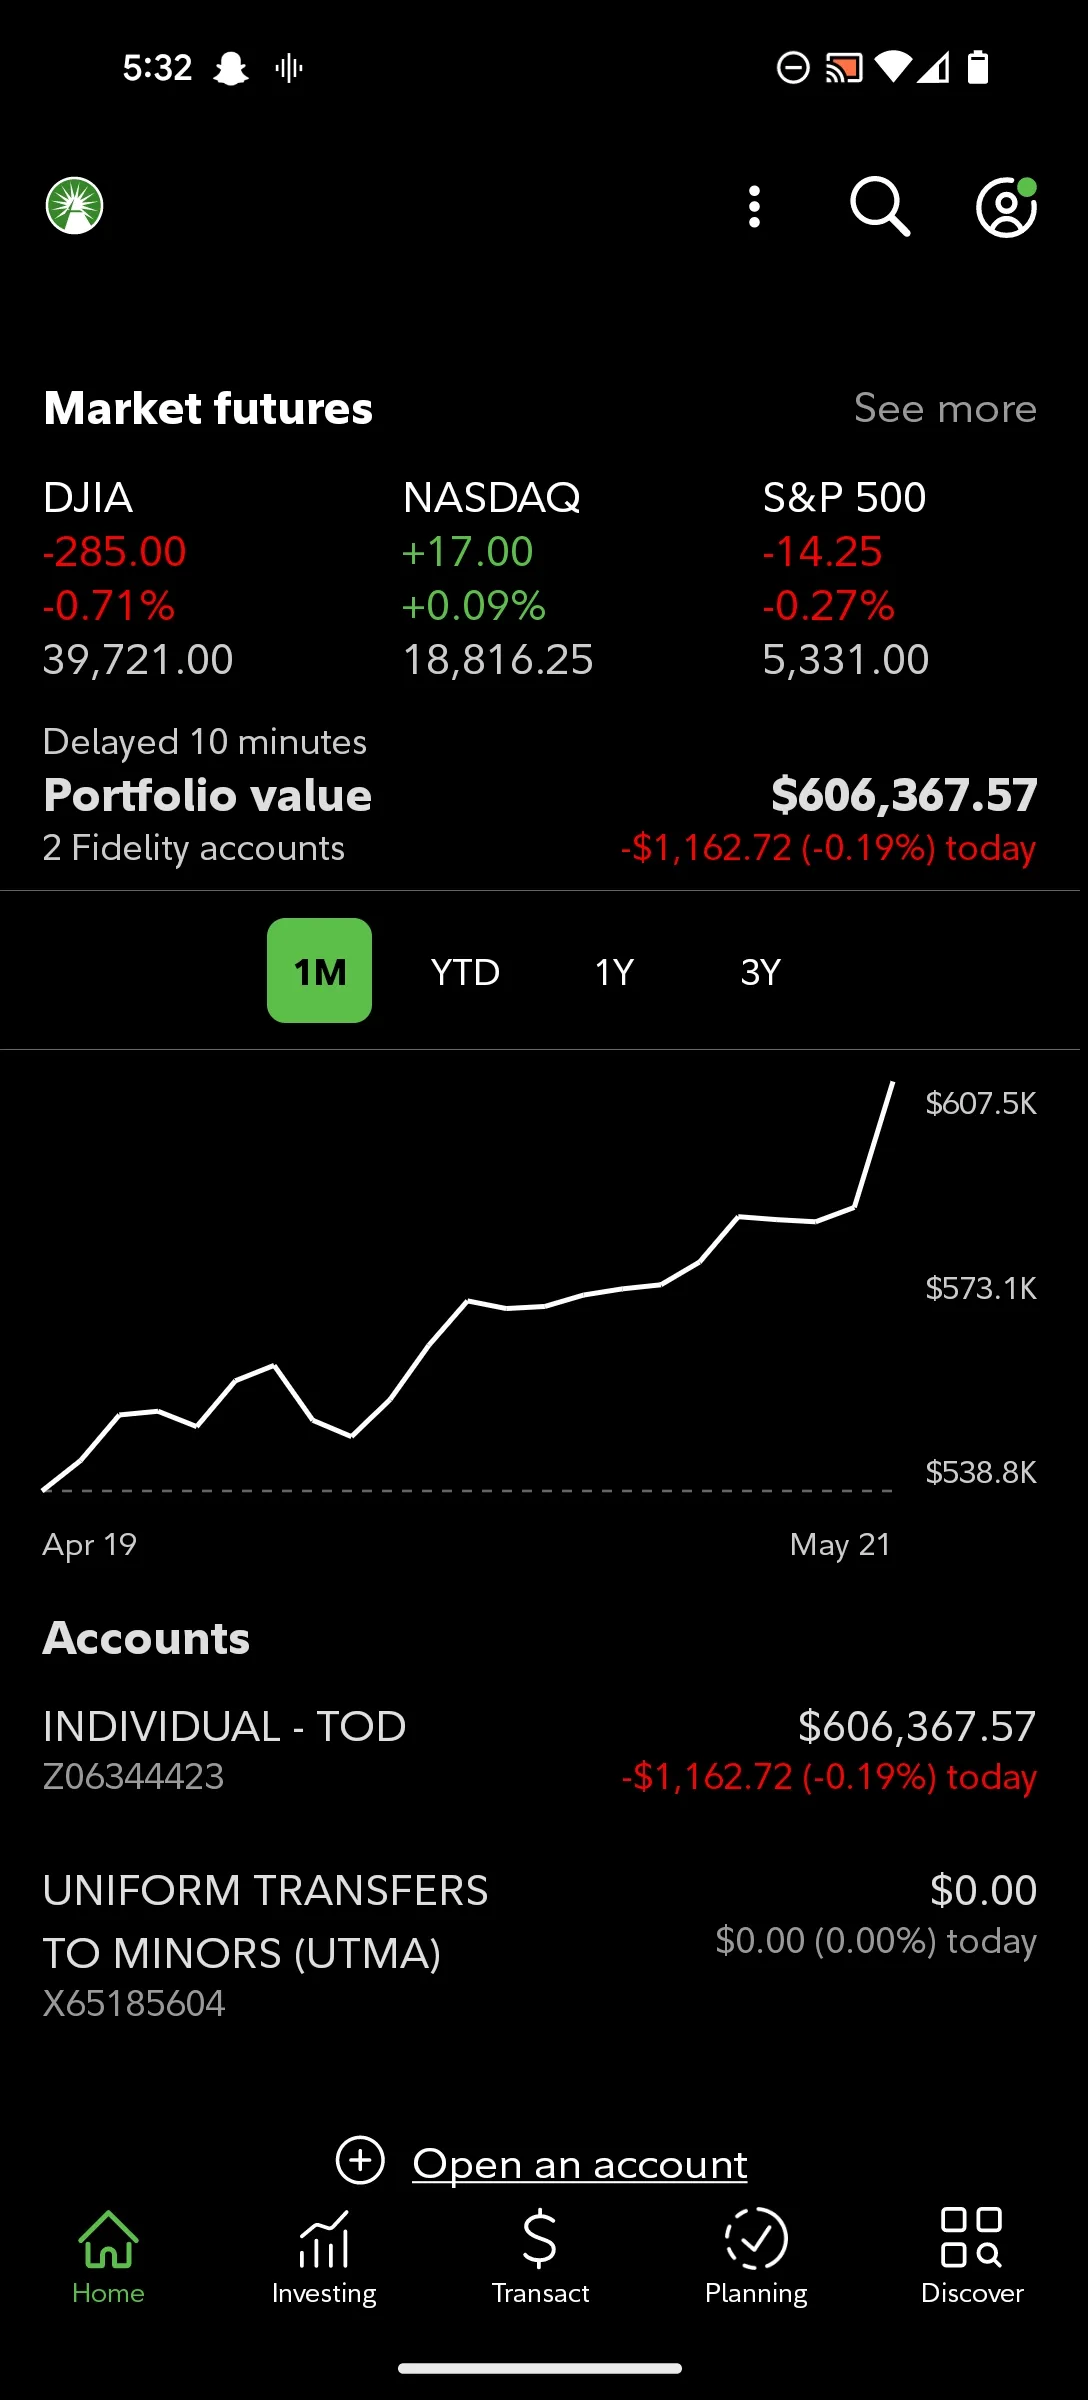 5:32
Market futures See more
DJIA NASDAQ S&P 500
-285.00 +17.00 -14.25
-0.71% +0.09% -0.27%
39,721.00 18,816.25 5,331.00
Delayed 10 minutes
Portfolio value $606,367.57
2 Fidelity accounts -$1,162.72 (-0.19%) today
1M YTD 1Y 3Y
$607.5K
$573.1K
$538.8K
Apr 19 May 21
Accounts
INDIVIDUAL - TOD $606,367.57
Z06344423 -$1,162.72 (-0.19%) today
UNIFORM TRANSFERS $0.00
TO MINORS (UTMA) $0.00 (0.00%) today
X65185604
Open an account
Home Investing Transact Planning Discover